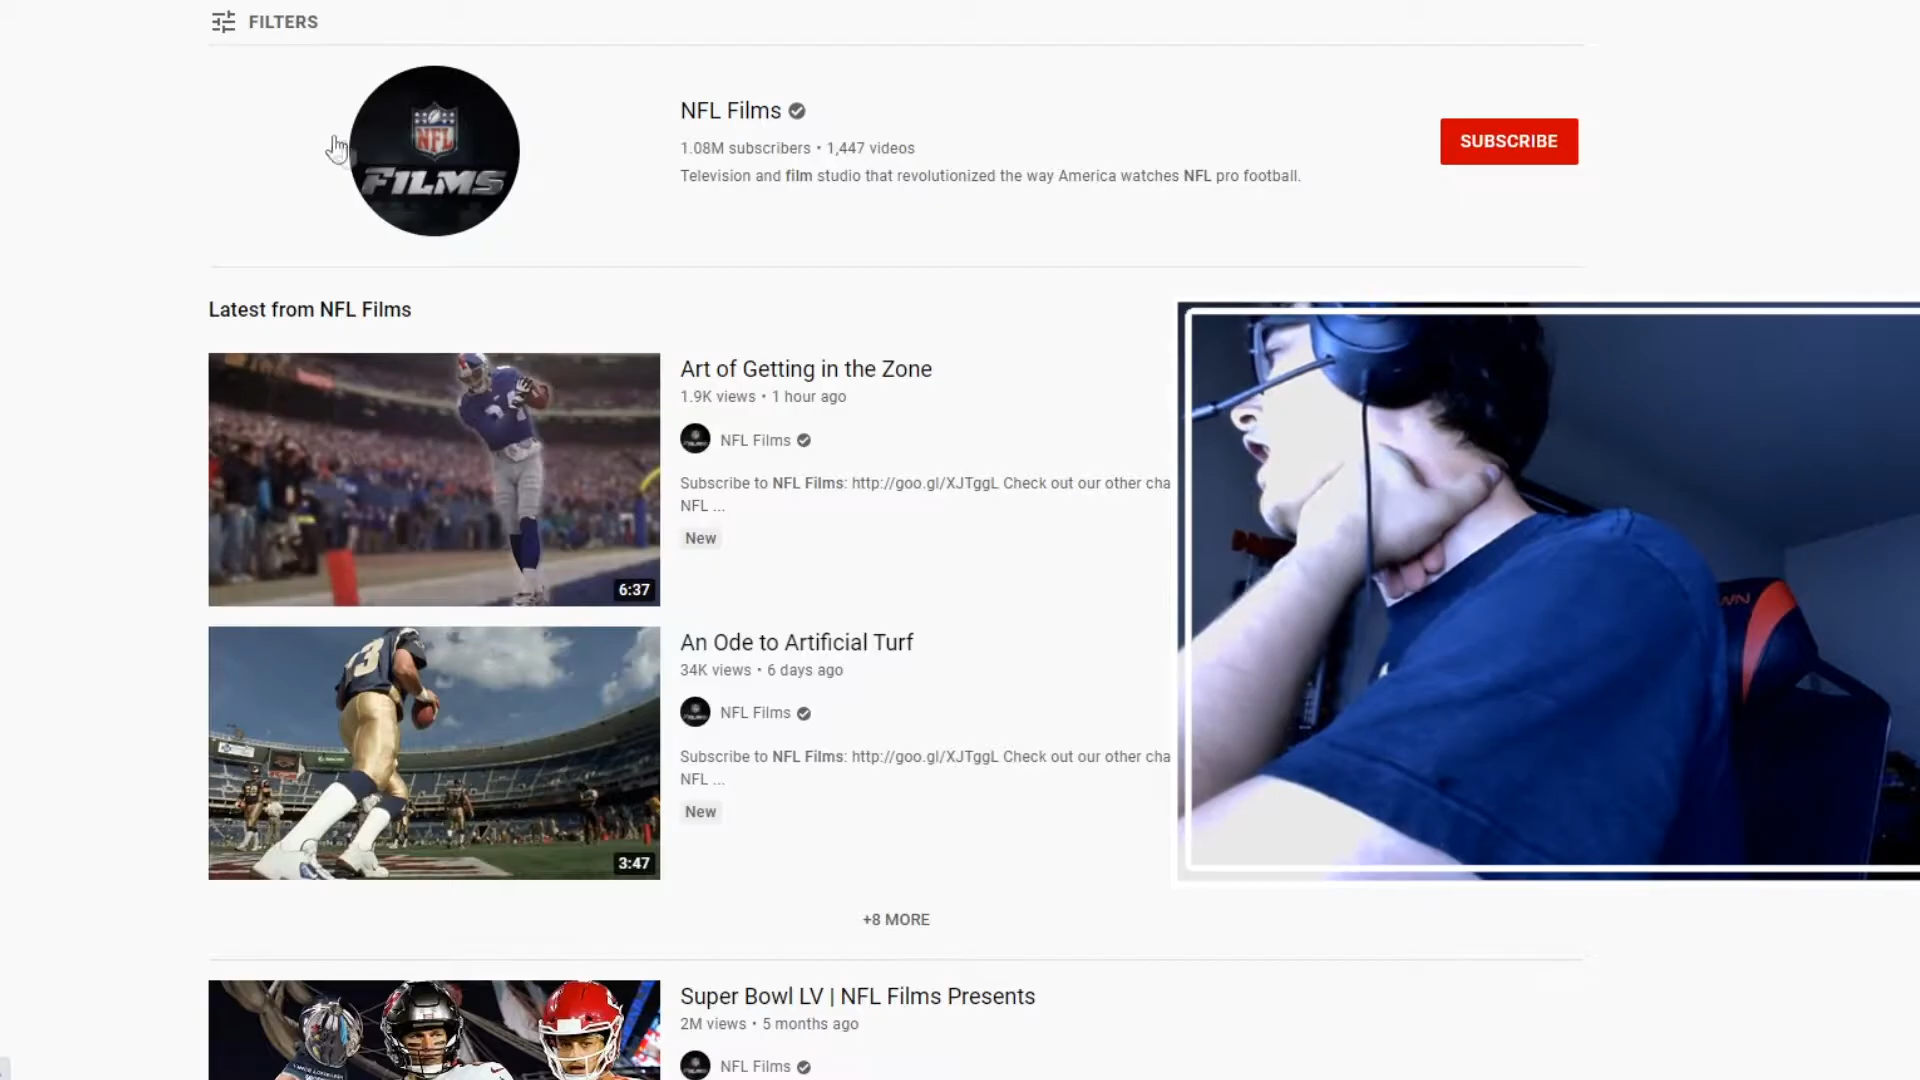 FILTERS
NFL
FILMS
NFL Films
1.08M subscribers • 1,447 videos
Television and film studio that revolutionized the way America watches NFL pro football.
SUBSCRIBE
Latest from NFL Films
Art of Getting in the Zone
1.9K views • 1 hour ago
NFL Films
Subscribe to NFL Films: http://goo.gl/XJTggL Check out our other cha
NFL ...
New
6:37
An Ode to Artificial Turf
34K views • 6 days ago
NFL Films
Subscribe to NFL Films: http://goo.gl/XJTggL Check out our other cha
NFL ...
New
3:47
+8 MORE
Super Bowl LV | NFL Films Presents
2M views • 5 months ago
NFL Films